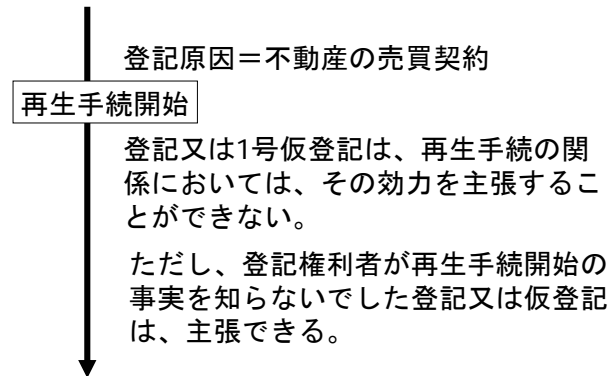 登記原因＝不動産の売買契約
再生手続開始
登記又は1号仮登記は、再生手続の関
係においては、その効力を主張するこ
とができない。
ただし、登記権利者が再生手続開始の
事実を知らないでした登記又は仮登記
は、主張できる。